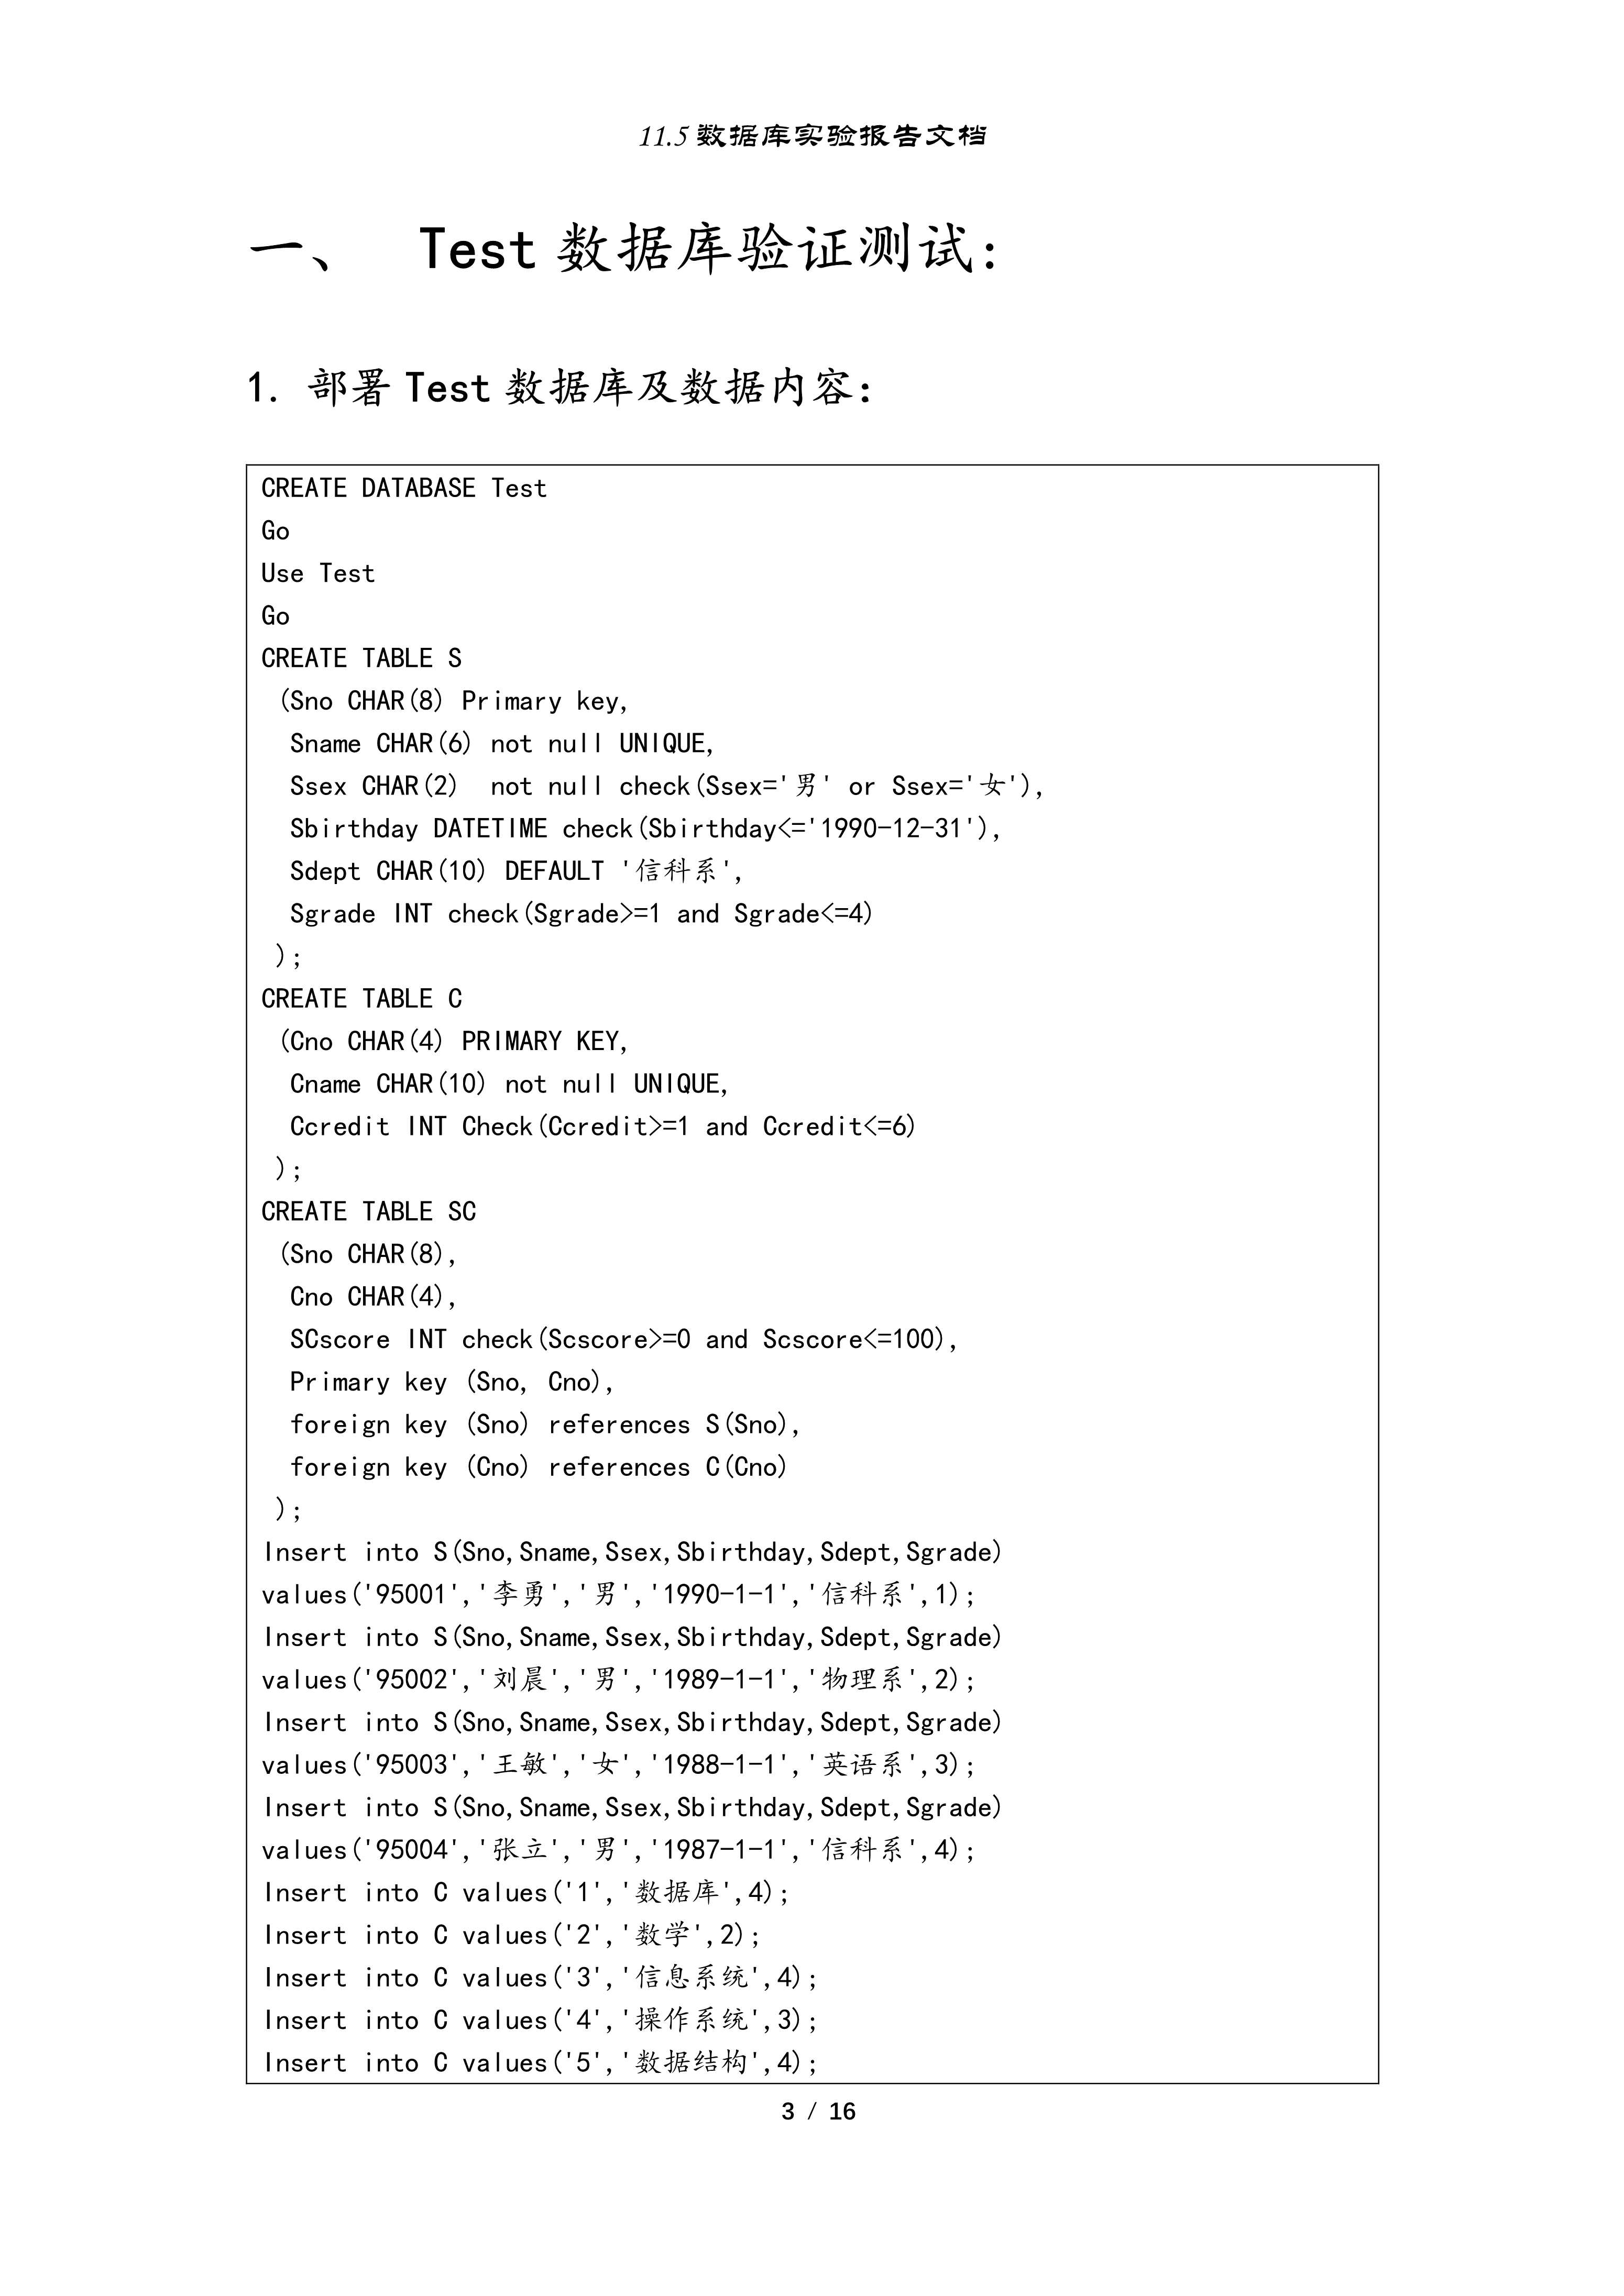 11.5数据库实验报告文档
一、 Test 数据库验证测试：
1. 部署 Test 数据库及数据内容：
CREATE DATABASE Test
Go
Use Test
Go
CREATE TABLE S
(Sno CHAR(8) Primary key,
Sname CHAR(6) not null UNIQUE,
Ssex CHAR(2)  not null check(Ssex='男' or Ssex='女'),
Sbirthday DATETIME check(Sbirthday<='1990-12-31'),
Sdept CHAR(10) DEFAULT '信科系',
Sgrade INT check(Sgrade>=1 and Sgrade<=4)
);
CREATE TABLE C
(Cno CHAR(4) PRIMARY KEY,
Cname CHAR(10) not null UNIQUE,
Ccredit INT Check(Ccredit>=1 and Ccredit<=6)
);
CREATE TABLE SC
(Sno CHAR(8),
Cno CHAR(4),
SCscore INT check(Scscore>=0 and Scscore<=100),
Primary key (Sno, Cno),
foreign key (Sno) references S(Sno),
foreign key (Cno) references C(Cno)
);
Insert into S(Sno,Sname,Ssex,Sbirthday,Sdept,Sgrade)
values('95001','李勇','男','1990-1-1','信科系',1);
Insert into S(Sno,Sname,Ssex,Sbirthday,Sdept,Sgrade)
values('95002','刘晨','男','1989-1-1','物理系',2);
Insert into S(Sno,Sname,Ssex,Sbirthday,Sdept,Sgrade)
values('95003','王敏','女','1988-1-1','英语系',3);
Insert into S(Sno,Sname,Ssex,Sbirthday,Sdept,Sgrade)
values('95004','张立','男','1987-1-1','信科系',4);
Insert into C values('1','数据库',4);
Insert into C values('2','数学',2);
Insert into C values('3','信息系统',4);
Insert into C values('4','操作系统',3);
Insert into C values('5','数据结构',4);
3 / 16